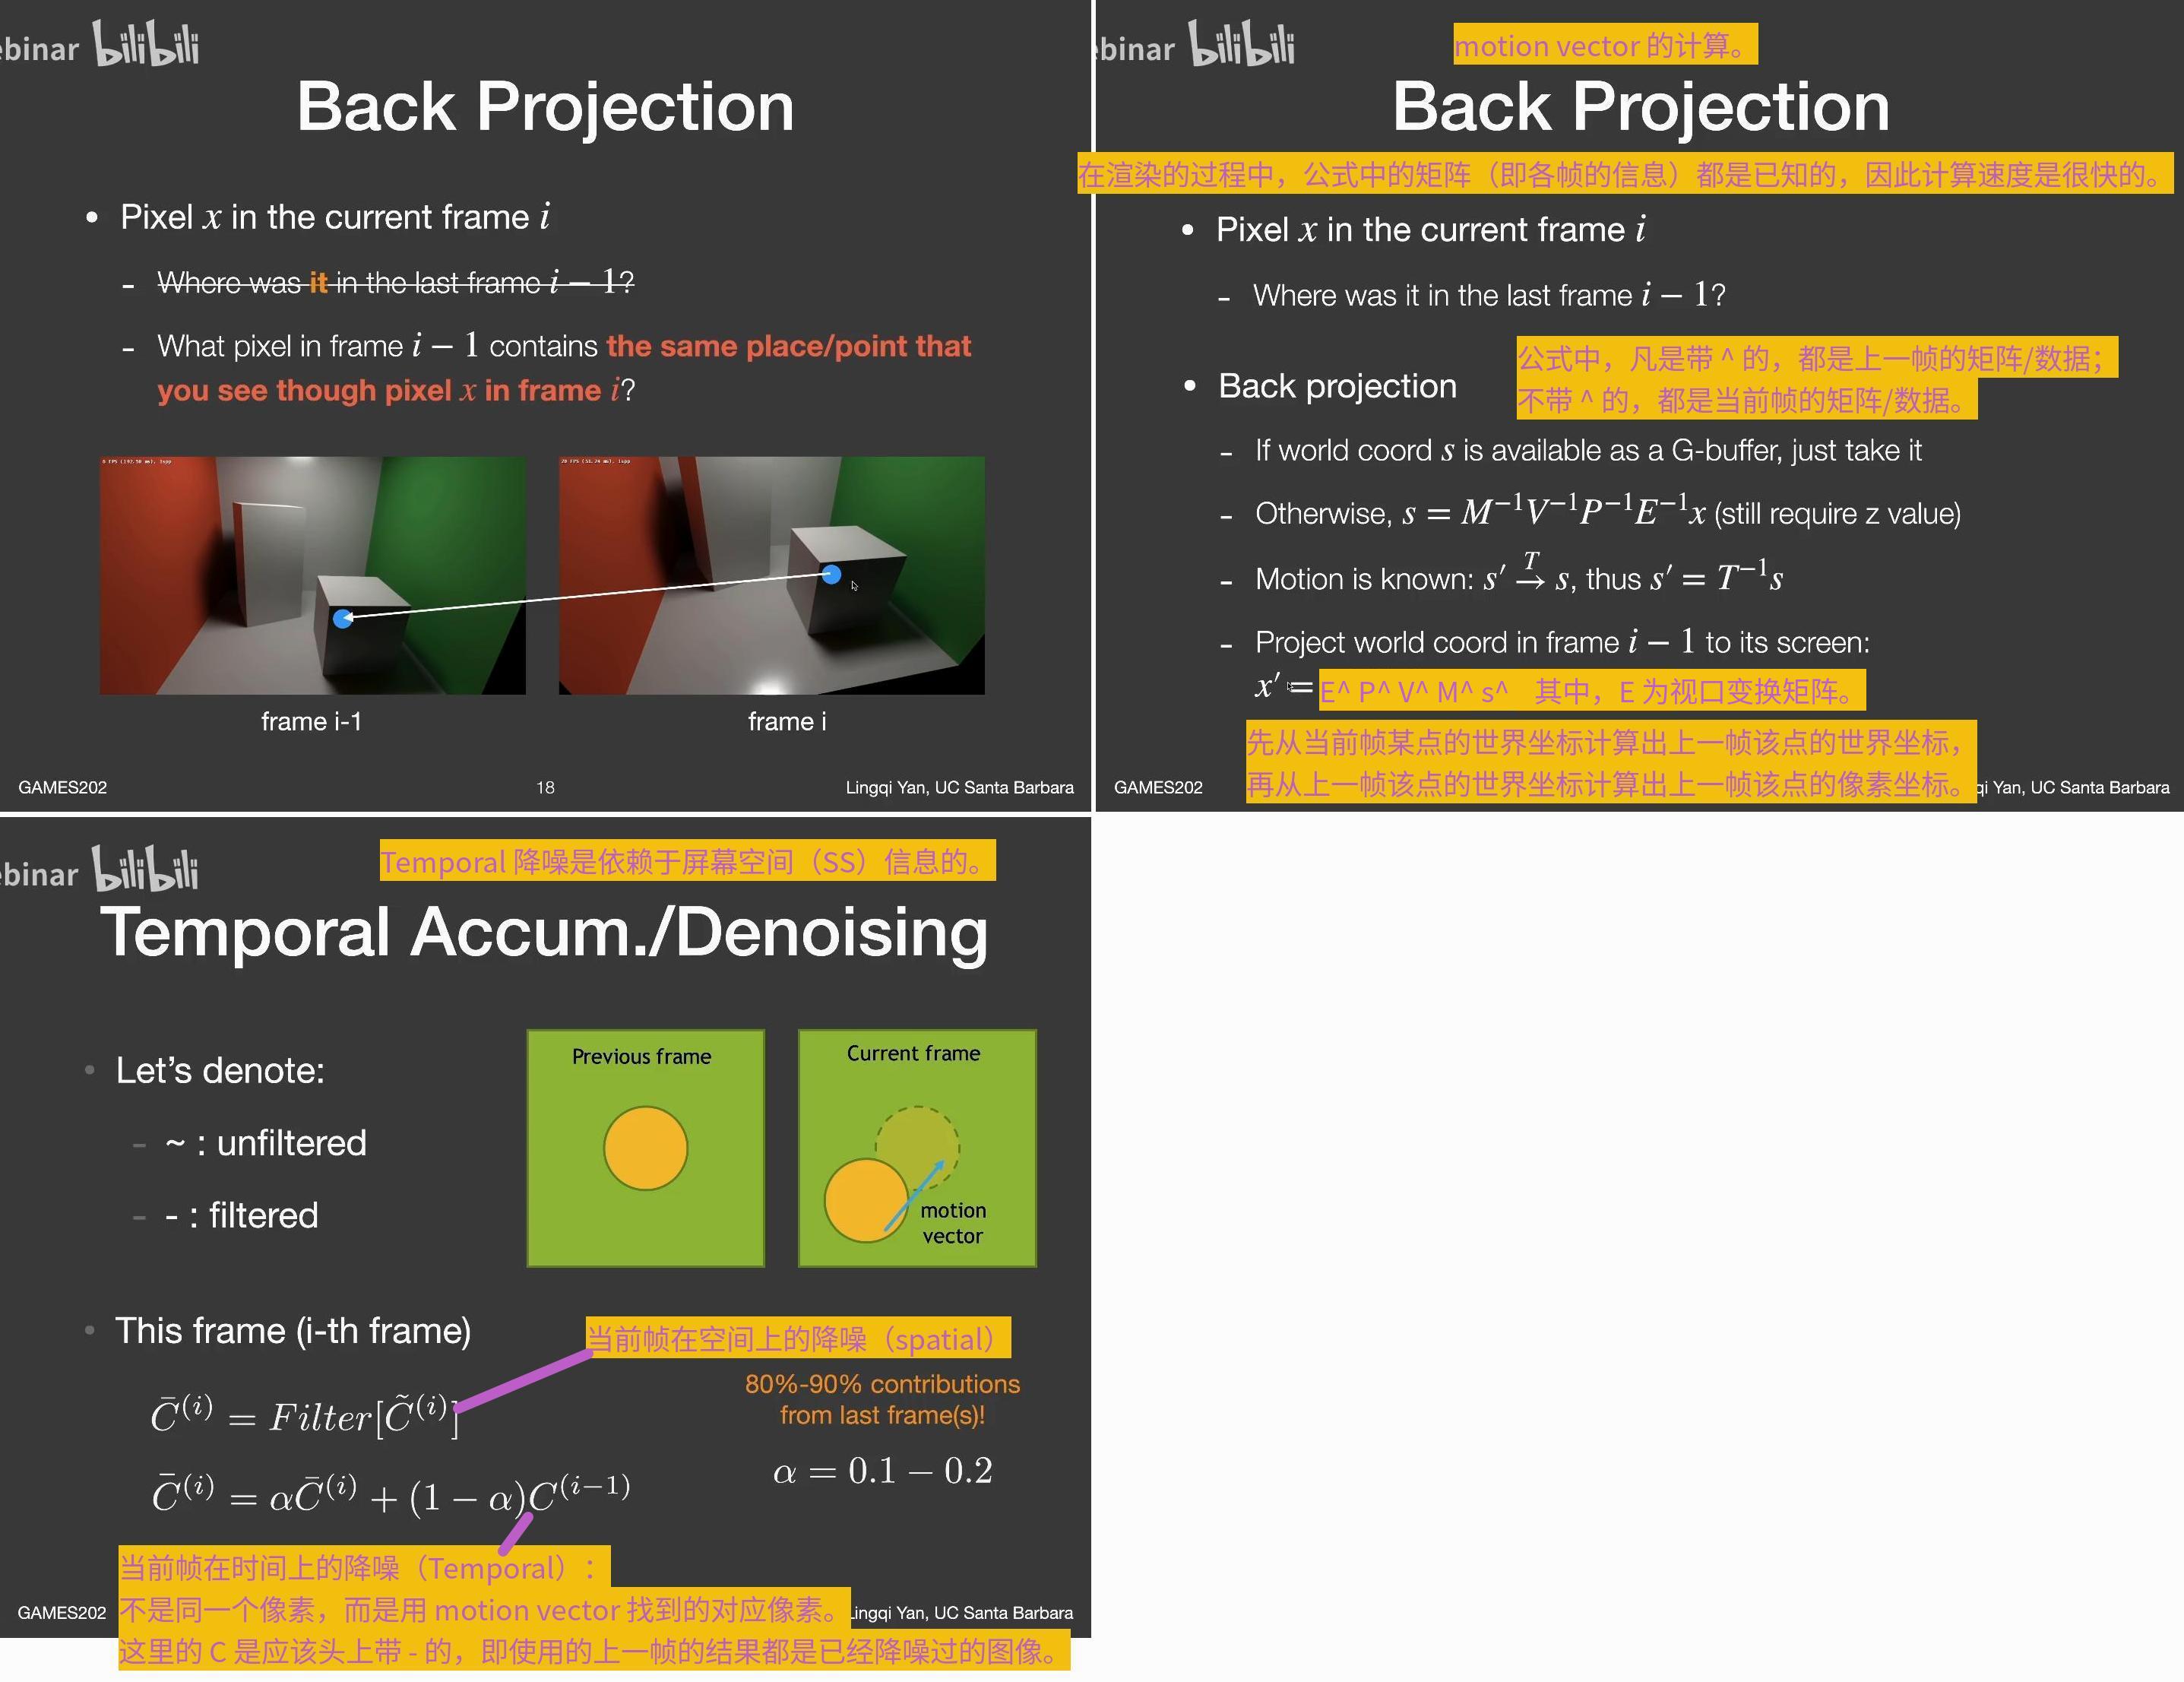 ebinar bilibili
Back Projection
• Pixel x in the current frame i
- Where was it in the last frame i − 1?
- What pixel in frame i − 1 contains the same place/point that
you see though pixel x in frame i?
frame i-1
frame i
GAMES202
18
Lingqi Yan, UC Santa Barbara
binar bilibili
motion vector 的计算。
Back Projection
在渲染的过程中，公式中的矩阵（即各帧的信息）都是已知的，因此计算速度是很快的。
• Pixel x in the current frame i
- Where was it in the last frame i − 1?
公式中，凡是带 ^ 的，都是上一帧的矩阵/数据；
不带 ^ 的，都是当前帧的矩阵/数据。
• Back projection
- If world coord s is available as a G-buffer, just take it
- Otherwise, s = M⁻¹V⁻¹P⁻¹E⁻¹x (still require z value)
- Motion is known: s′ →(T) s, thus s′ = T⁻¹s
- Project world coord in frame i − 1 to its screen:
x′ = E^ P^ V^ M^ s^ 其中，E 为视口变换矩阵。
先从当前帧某点的世界坐标计算出上一帧该点的世界坐标，
再从上一帧该点的世界坐标计算出上一帧该点的像素坐标。
GAMES202
qi Yan, UC Santa Barbara
binar bilibili
Temporal 降噪是依赖于屏幕空间（SS）信息的。
Temporal Accum./Denoising
• Let's denote:
- ~ : unfiltered
- - : filtered
Previous frame
Current frame
motion
vector
• This frame (i-th frame)
当前帧在空间上的降噪（spatial）
80%-90% contributions
from last frame(s)!
C̄⁽ⁱ⁾ = Filter[C̃⁽ⁱ⁾]
α = 0.1 − 0.2
C̄⁽ⁱ⁾ = αC̄⁽ⁱ⁾ + (1 − α)C⁽ⁱ⁻¹⁾
当前帧在时间上的降噪（Temporal）：
不是同一个像素，而是用 motion vector 找到的对应像素。
这里的 C 是应该头上带 - 的，即使用的上一帧的结果都是已经降噪过的图像。
GAMES202
Lingqi Yan, UC Santa Barbara